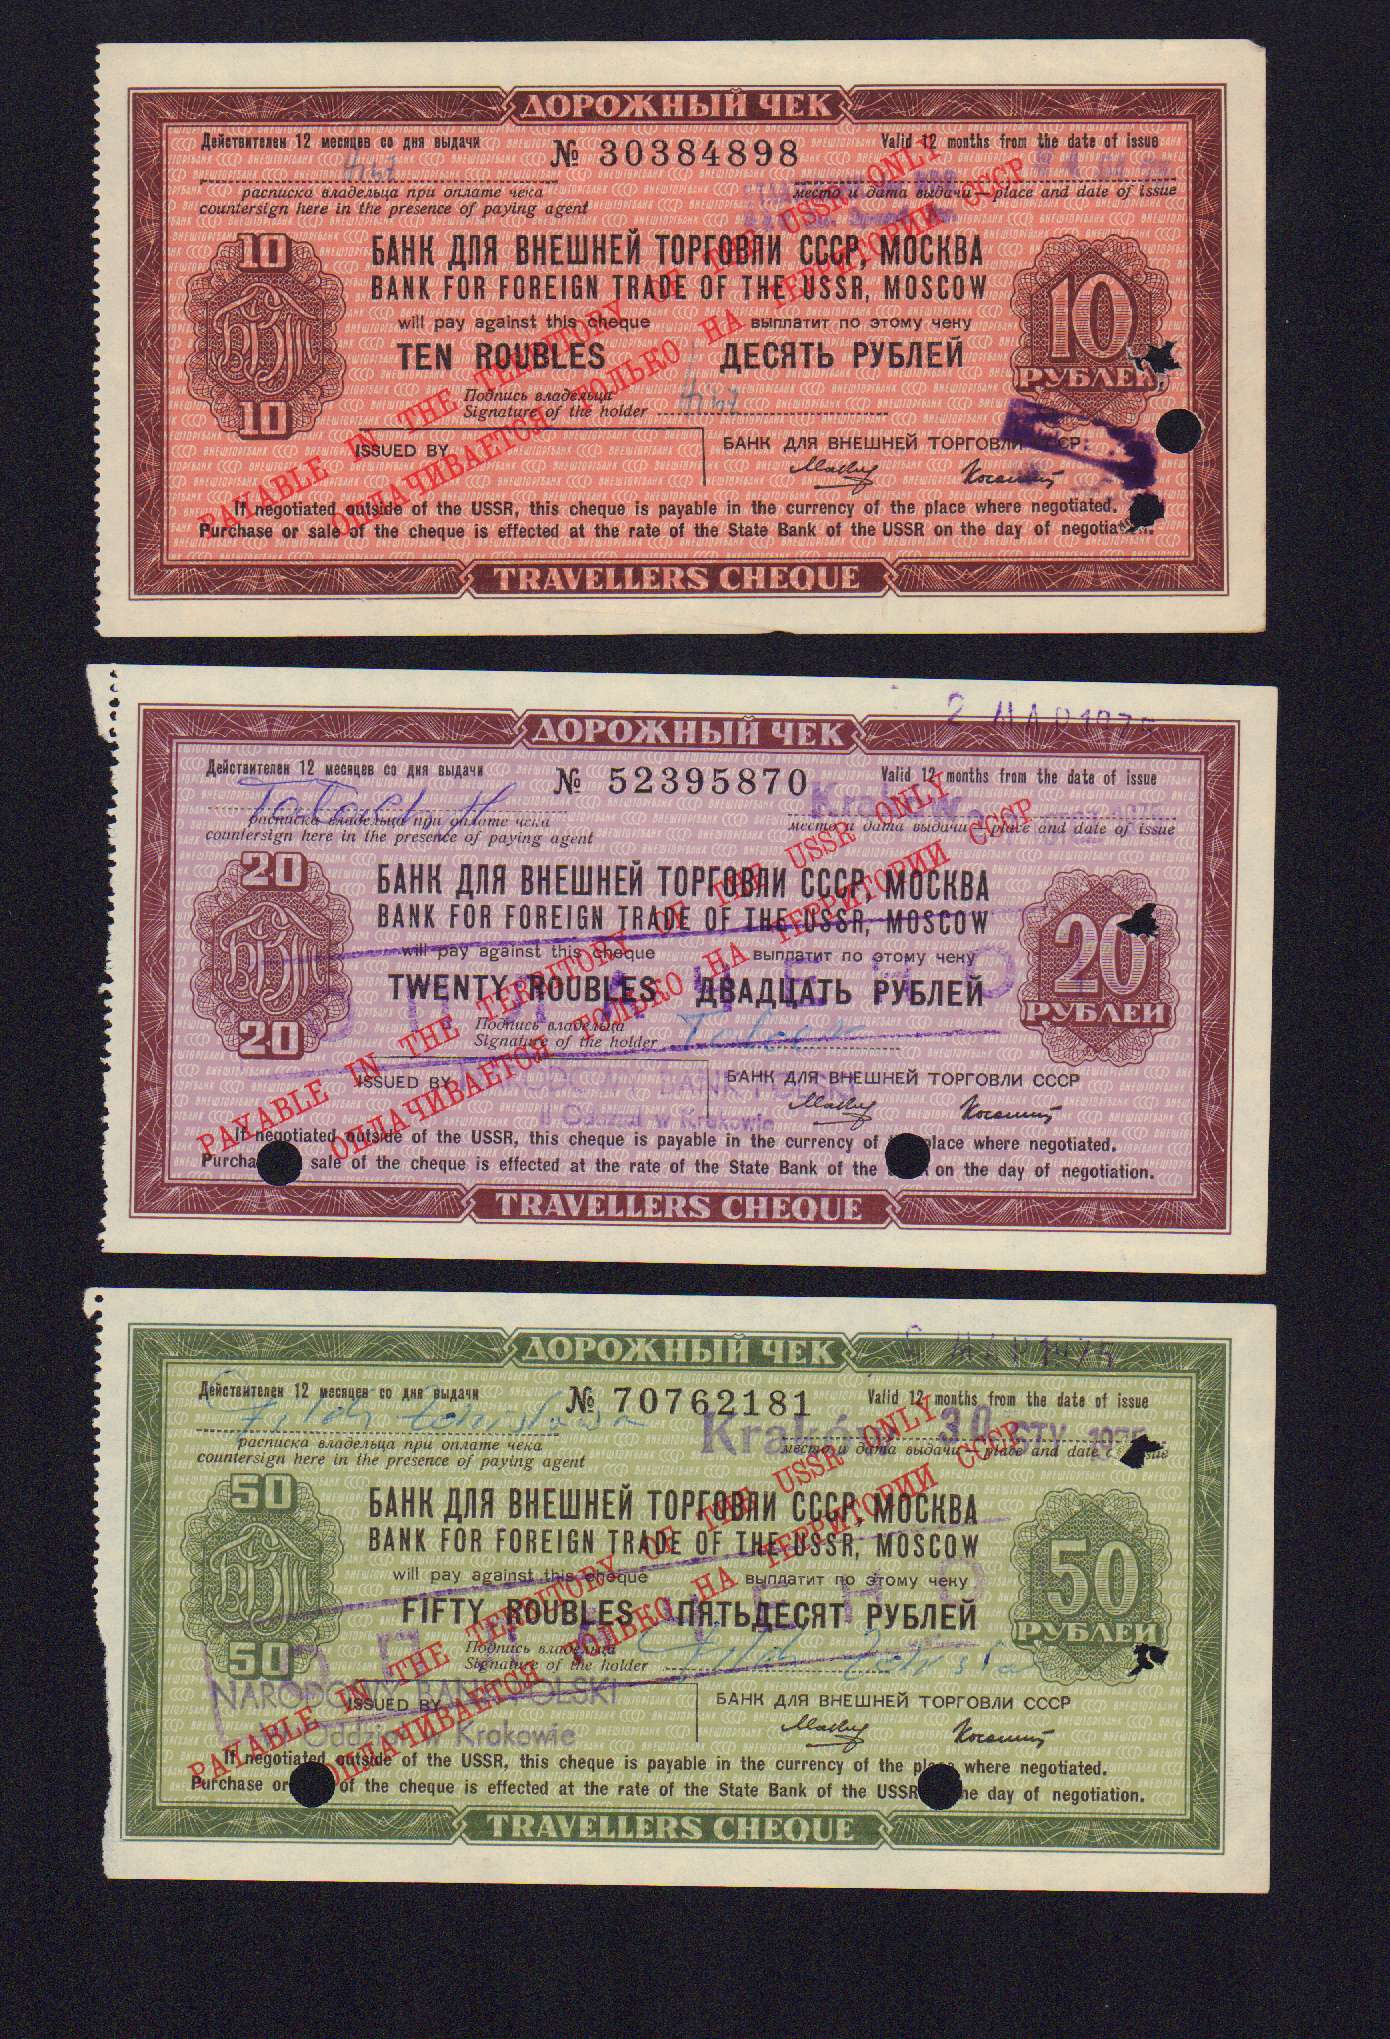 ДОРОЖНЫЙ ЧЕК
Действителен 12 месяцев со дня выдачи
№ 30384898
Valid 12 months from the date of issue
расписка владельца при оплате чека
countersign here in the presence of paying agent
место и дата выдачи - place and date of issue
10
БАНК ДЛЯ ВНЕШНЕЙ ТОРГОВЛИ СССР, МОСКВА
BANK FOR FOREIGN TRADE OF THE USSR, MOSCOW
will pay against this cheque
выплатит по этому чеку
TEN ROUBLES
ДЕСЯТЬ РУБЛЕЙ
10 РУБЛЕЙ
Подпись владельца
Signature of the holder
10
ISSUED BY
БАНК ДЛЯ ВНЕШНЕЙ ТОРГОВЛИ СССР
PAYABLE IN THE TERRITORY OF THE USSR ONLY
ОПЛАЧИВАЕТСЯ ТОЛЬКО НА ТЕРРИТОРИИ СССР
If negotiated outside of the USSR, this cheque is payable in the currency of the place where negotiated.
Purchase or sale of the cheque is effected at the rate of the State Bank of the USSR on the day of negotiation.
TRAVELLERS CHEQUE
2 МАР 1975
ДОРОЖНЫЙ ЧЕК
Действителен 12 месяцев со дня выдачи
№ 52395870
Valid 12 months from the date of issue
Kraków
расписка владельца при оплате чека
countersign here in the presence of paying agent
место и дата выдачи - place and date of issue
20
БАНК ДЛЯ ВНЕШНЕЙ ТОРГОВЛИ СССР, МОСКВА
BANK FOR FOREIGN TRADE OF THE USSR, MOSCOW
will pay against this cheque
выплатит по этому чеку
TWENTY ROUBLES
ДВАДЦАТЬ РУБЛЕЙ
20 РУБЛЕЙ
Подпись владельца
Signature of the holder
20
ISSUED BY
БАНК ДЛЯ ВНЕШНЕЙ ТОРГОВЛИ СССР
NARODOWY BANK POLSKI
II Oddział w Krakowie
PAYABLE IN THE TERRITORY OF THE USSR ONLY
ОПЛАЧИВАЕТСЯ ТОЛЬКО НА ТЕРРИТОРИИ СССР
If negotiated outside of the USSR, this cheque is payable in the currency of place where negotiated.
Purcha sale of the cheque is effected at the rate of the State Bank of the on the day of negotiation.
TRAVELLERS CHEQUE
6 МАР 1975
ДОРОЖНЫЙ ЧЕК
Действителен 12 месяцев со дня выдачи
№ 70762181
Valid 12 months from the date of issue
Kraków 30 STY 1975
расписка владельца при оплате чека
countersign here in the presence of paying agent
место и дата выдачи - place and date of issue
50
БАНК ДЛЯ ВНЕШНЕЙ ТОРГОВЛИ СССР, МОСКВА
BANK FOR FOREIGN TRADE OF THE USSR, MOSCOW
will pay against this cheque
выплатит по этому чеку
FIFTY ROUBLES
ПЯТЬДЕСЯТ РУБЛЕЙ
50 РУБЛЕЙ
Подпись владельца
Signature of the holder
50
NARODOWY BANK POLSKI
ISSUED BY
БАНК ДЛЯ ВНЕШНЕЙ ТОРГОВЛИ СССР
Oddział w Krakowie
PAYABLE IN THE TERRITORY OF THE USSR ONLY
ОПЛАЧИВАЕТСЯ ТОЛЬКО НА ТЕРРИТОРИИ СССР
If negotiated outside of the USSR, this cheque is payable in the currency of the place where negotiated.
Purchase or of the cheque is effected at the rate of the State Bank of the USSR he day of negotiation.
TRAVELLERS CHEQUE